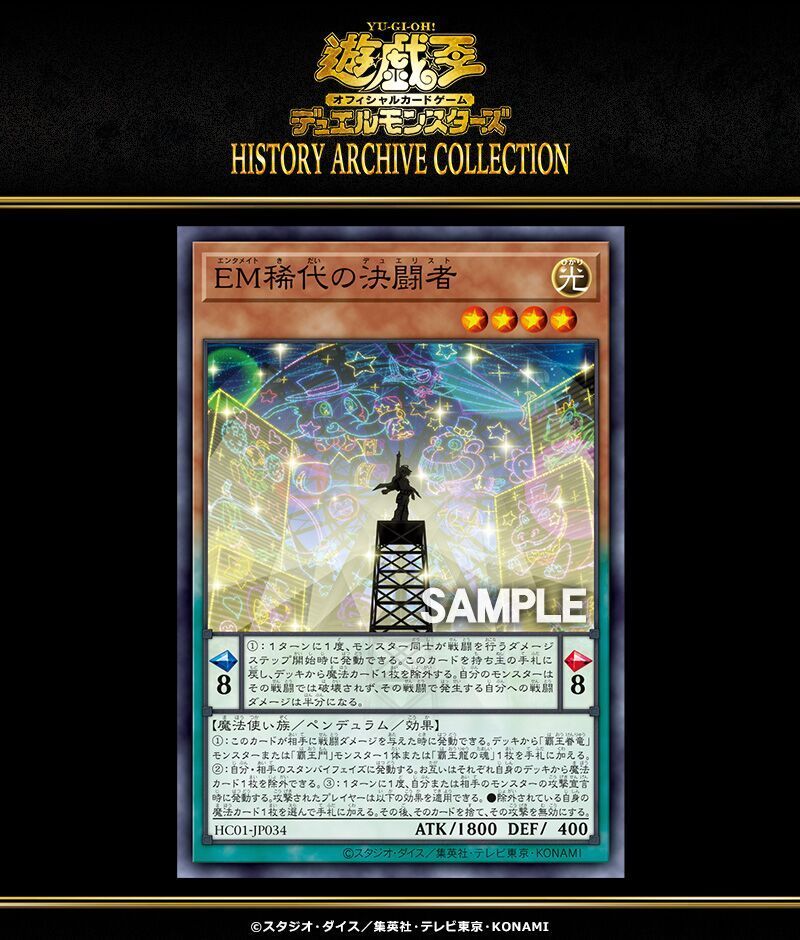 YU-GI-OH!
遊戯王
オフィシャルカードゲーム
デュエルモンスターズ
HISTORY ARCHIVE COLLECTION
エンタメイト きだい デュエリスト
EM稀代の決闘者
ひかり
光
SAMPLE
①：1ターンに1度、モンスター同士が戦闘を行うダメージ
ステップ開始時に発動できる。このカードを持ち主の手札に
戻し、デッキから魔法カード1枚を除外する。自分のモンスターは
その戦闘では破壊されず、その戦闘で発生する自分への戦闘
ダメージは半分になる。
8
8
【魔法使い族／ペンデュラム／効果】
①：このカードが相手に戦闘ダメージを与えた時に発動できる。デッキから「覇王眷竜」
モンスターまたは「覇王門」モンスター1体または「覇王龍の魂」1枚を手札に加える。
②：自分・相手のスタンバイフェイズに発動する。お互いはそれぞれ自身のデッキから魔法
カード1枚を除外できる。③：1ターンに1度、自分または相手のモンスターの攻撃宣言
時に発動する。攻撃されたプレイヤーは以下の効果を適用できる。●除外されている自身の
魔法カード1枚を選んで手札に加える。その後、そのカードを捨て、その攻撃を無効にする。
HC01-JP034
ATK/1800 DEF/ 400
©スタジオ・ダイス／集英社・テレビ東京・KONAMI
©スタジオ・ダイス／集英社・テレビ東京・KONAMI